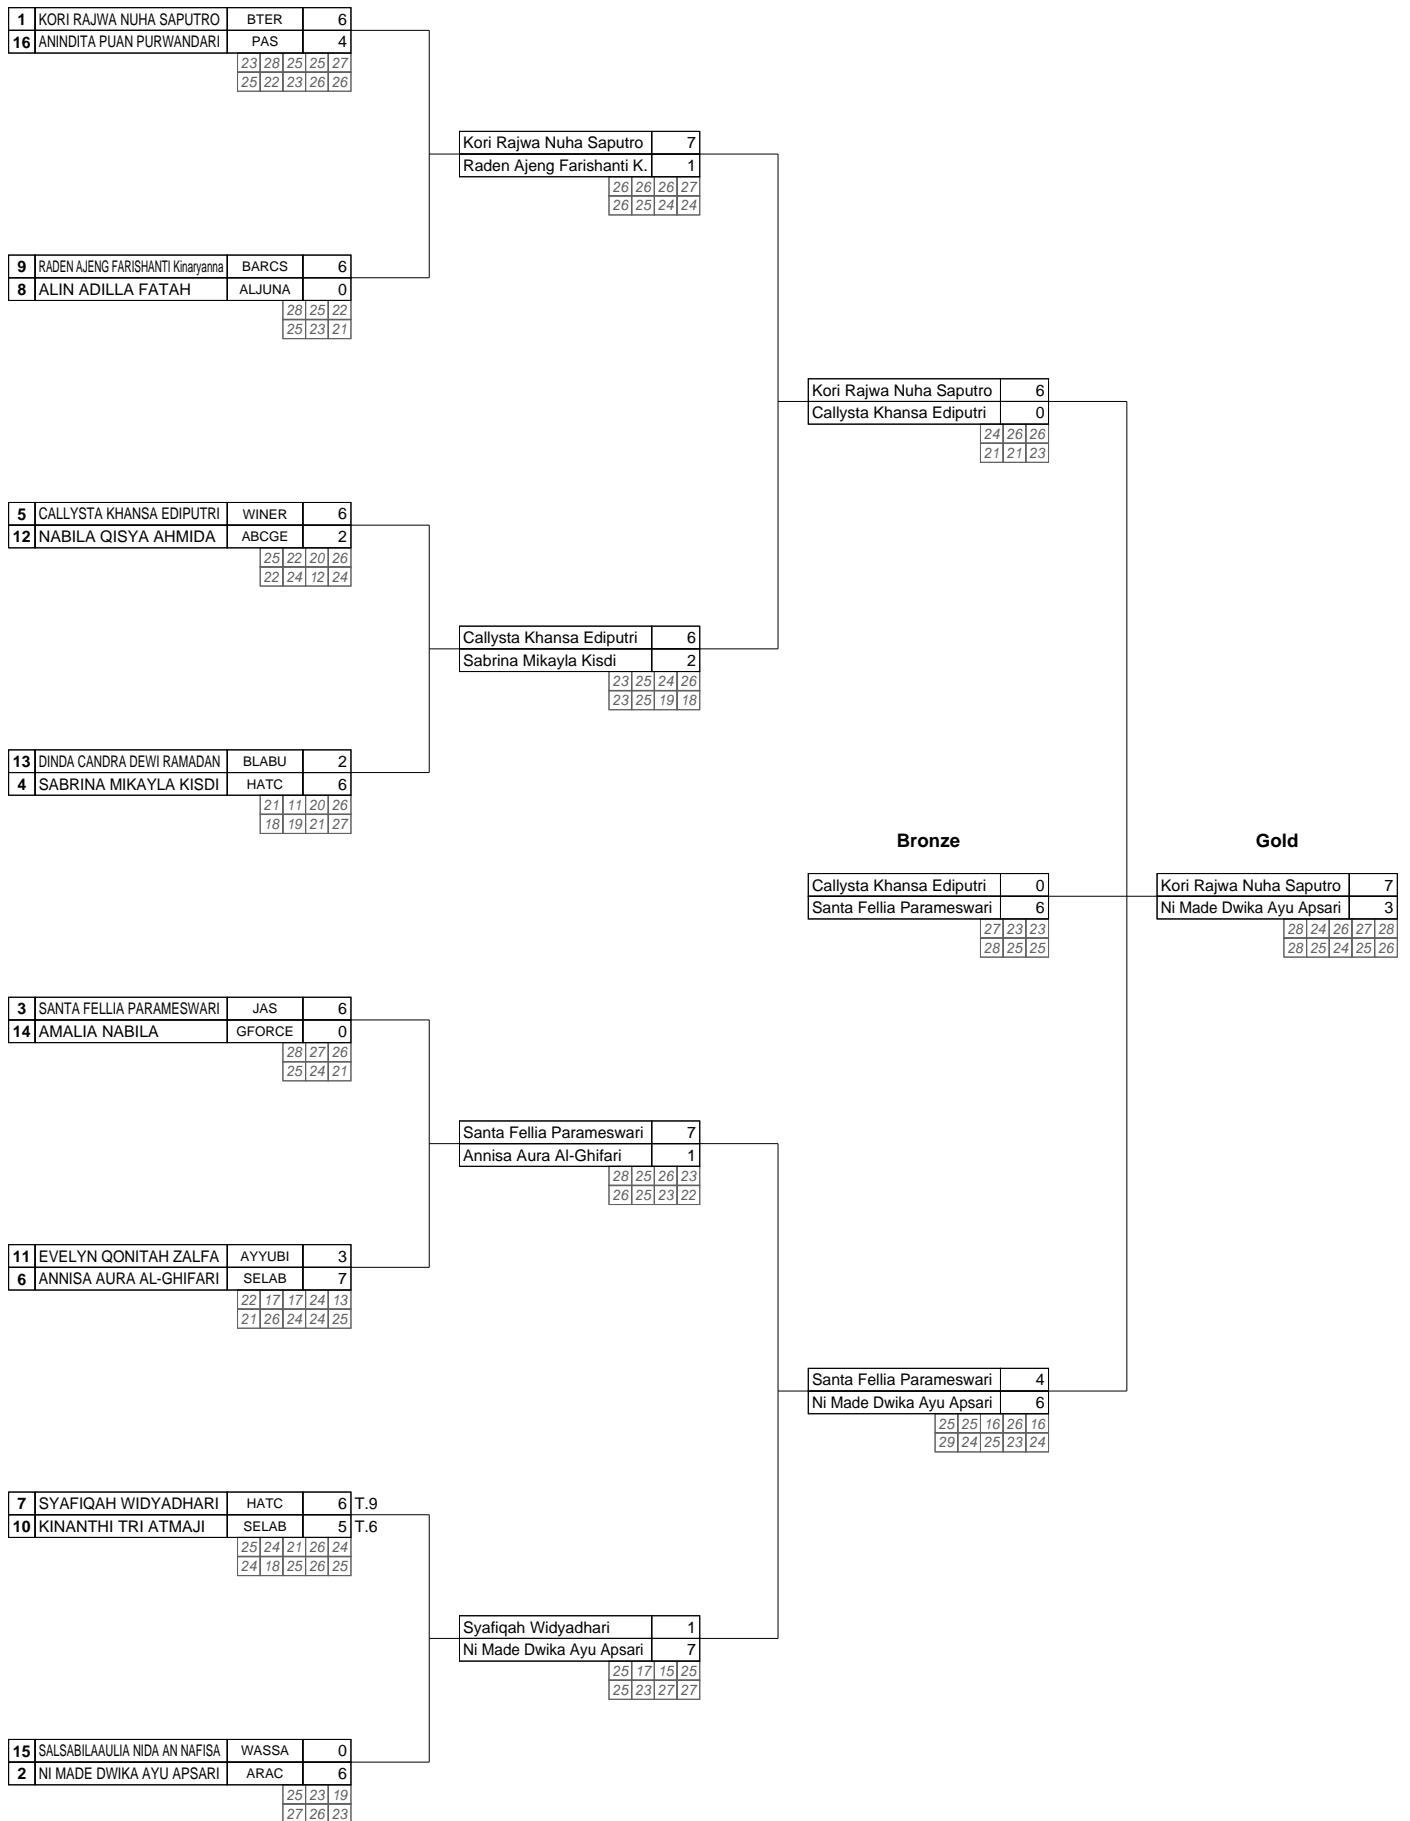 1 KORI RAJWA NUHA SAPUTRO BTER 6
16 ANINDITA PUAN PURWANDARI PAS 4
23 28 25 25 27
25 22 23 26 26
Kori Rajwa Nuha Saputro 7
Raden Ajeng Farishanti K. 1
26 26 26 27
26 25 24 24
9 RADEN AJENG FARISHANTI Kinaryanna BARCS 6
8 ALIN ADILLA FATAH ALJUNA 0
28 25 22
25 23 21
Kori Rajwa Nuha Saputro 6
Callysta Khansa Ediputri 0
24 26 26
21 21 23
5 CALLYSTA KHANSA EDIPUTRI WINER 6
12 NABILA QISYA AHMIDA ABCGE 2
25 22 20 26
22 24 12 24
Callysta Khansa Ediputri 6
Sabrina Mikayla Kisdi 2
23 25 24 26
23 25 19 18
13 DINDA CANDRA DEWI RAMADAN BLABU 2
4 SABRINA MIKAYLA KISDI HATC 6
21 11 20 26
18 19 21 27
Bronze Gold
Callysta Khansa Ediputri 0 Kori Rajwa Nuha Saputro 7
Santa Fellia Parameswari 6 Ni Made Dwika Ayu Apsari 3
27 23 23 28 24 26 27 28
28 25 25 28 25 24 25 26
3 SANTA FELLIA PARAMESWARI JAS 6
14 AMALIA NABILA GFORCE 0
28 27 26
25 24 21
Santa Fellia Parameswari 7
Annisa Aura Al-Ghifari 1
28 25 26 23
26 25 23 22
11 EVELYN QONITAH ZALFA AYYUBI 3
6 ANNISA AURA AL-GHIFARI SELAB 7
22 17 17 24 13
21 26 24 24 25
Santa Fellia Parameswari 4
Ni Made Dwika Ayu Apsari 6
25 25 16 26 16
29 24 25 23 24
7 SYAFIQAH WIDYADHARI HATC 6 T.9
10 KINANTHI TRI ATMAJI SELAB 5 T.6
25 24 21 26 24
24 18 25 26 25
Syafiqah Widyadhari 1
Ni Made Dwika Ayu Apsari 7
25 17 15 25
25 23 27 27
15 SALSABILAAULIA NIDA AN NAFISA WASSA 0
2 NI MADE DWIKA AYU APSARI ARAC 6
25 23 19
27 26 23